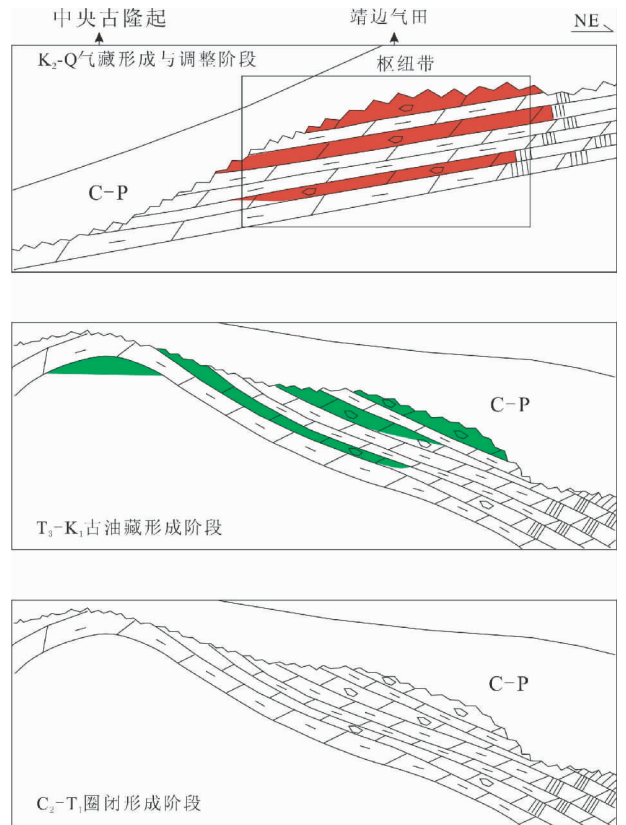 中央古隆起
靖边气田
NE
K₂-Q气藏形成与调整阶段
枢纽带
C-P
C-P
T₃-K₁古油藏形成阶段
C-P
C₂-T₁圈闭形成阶段